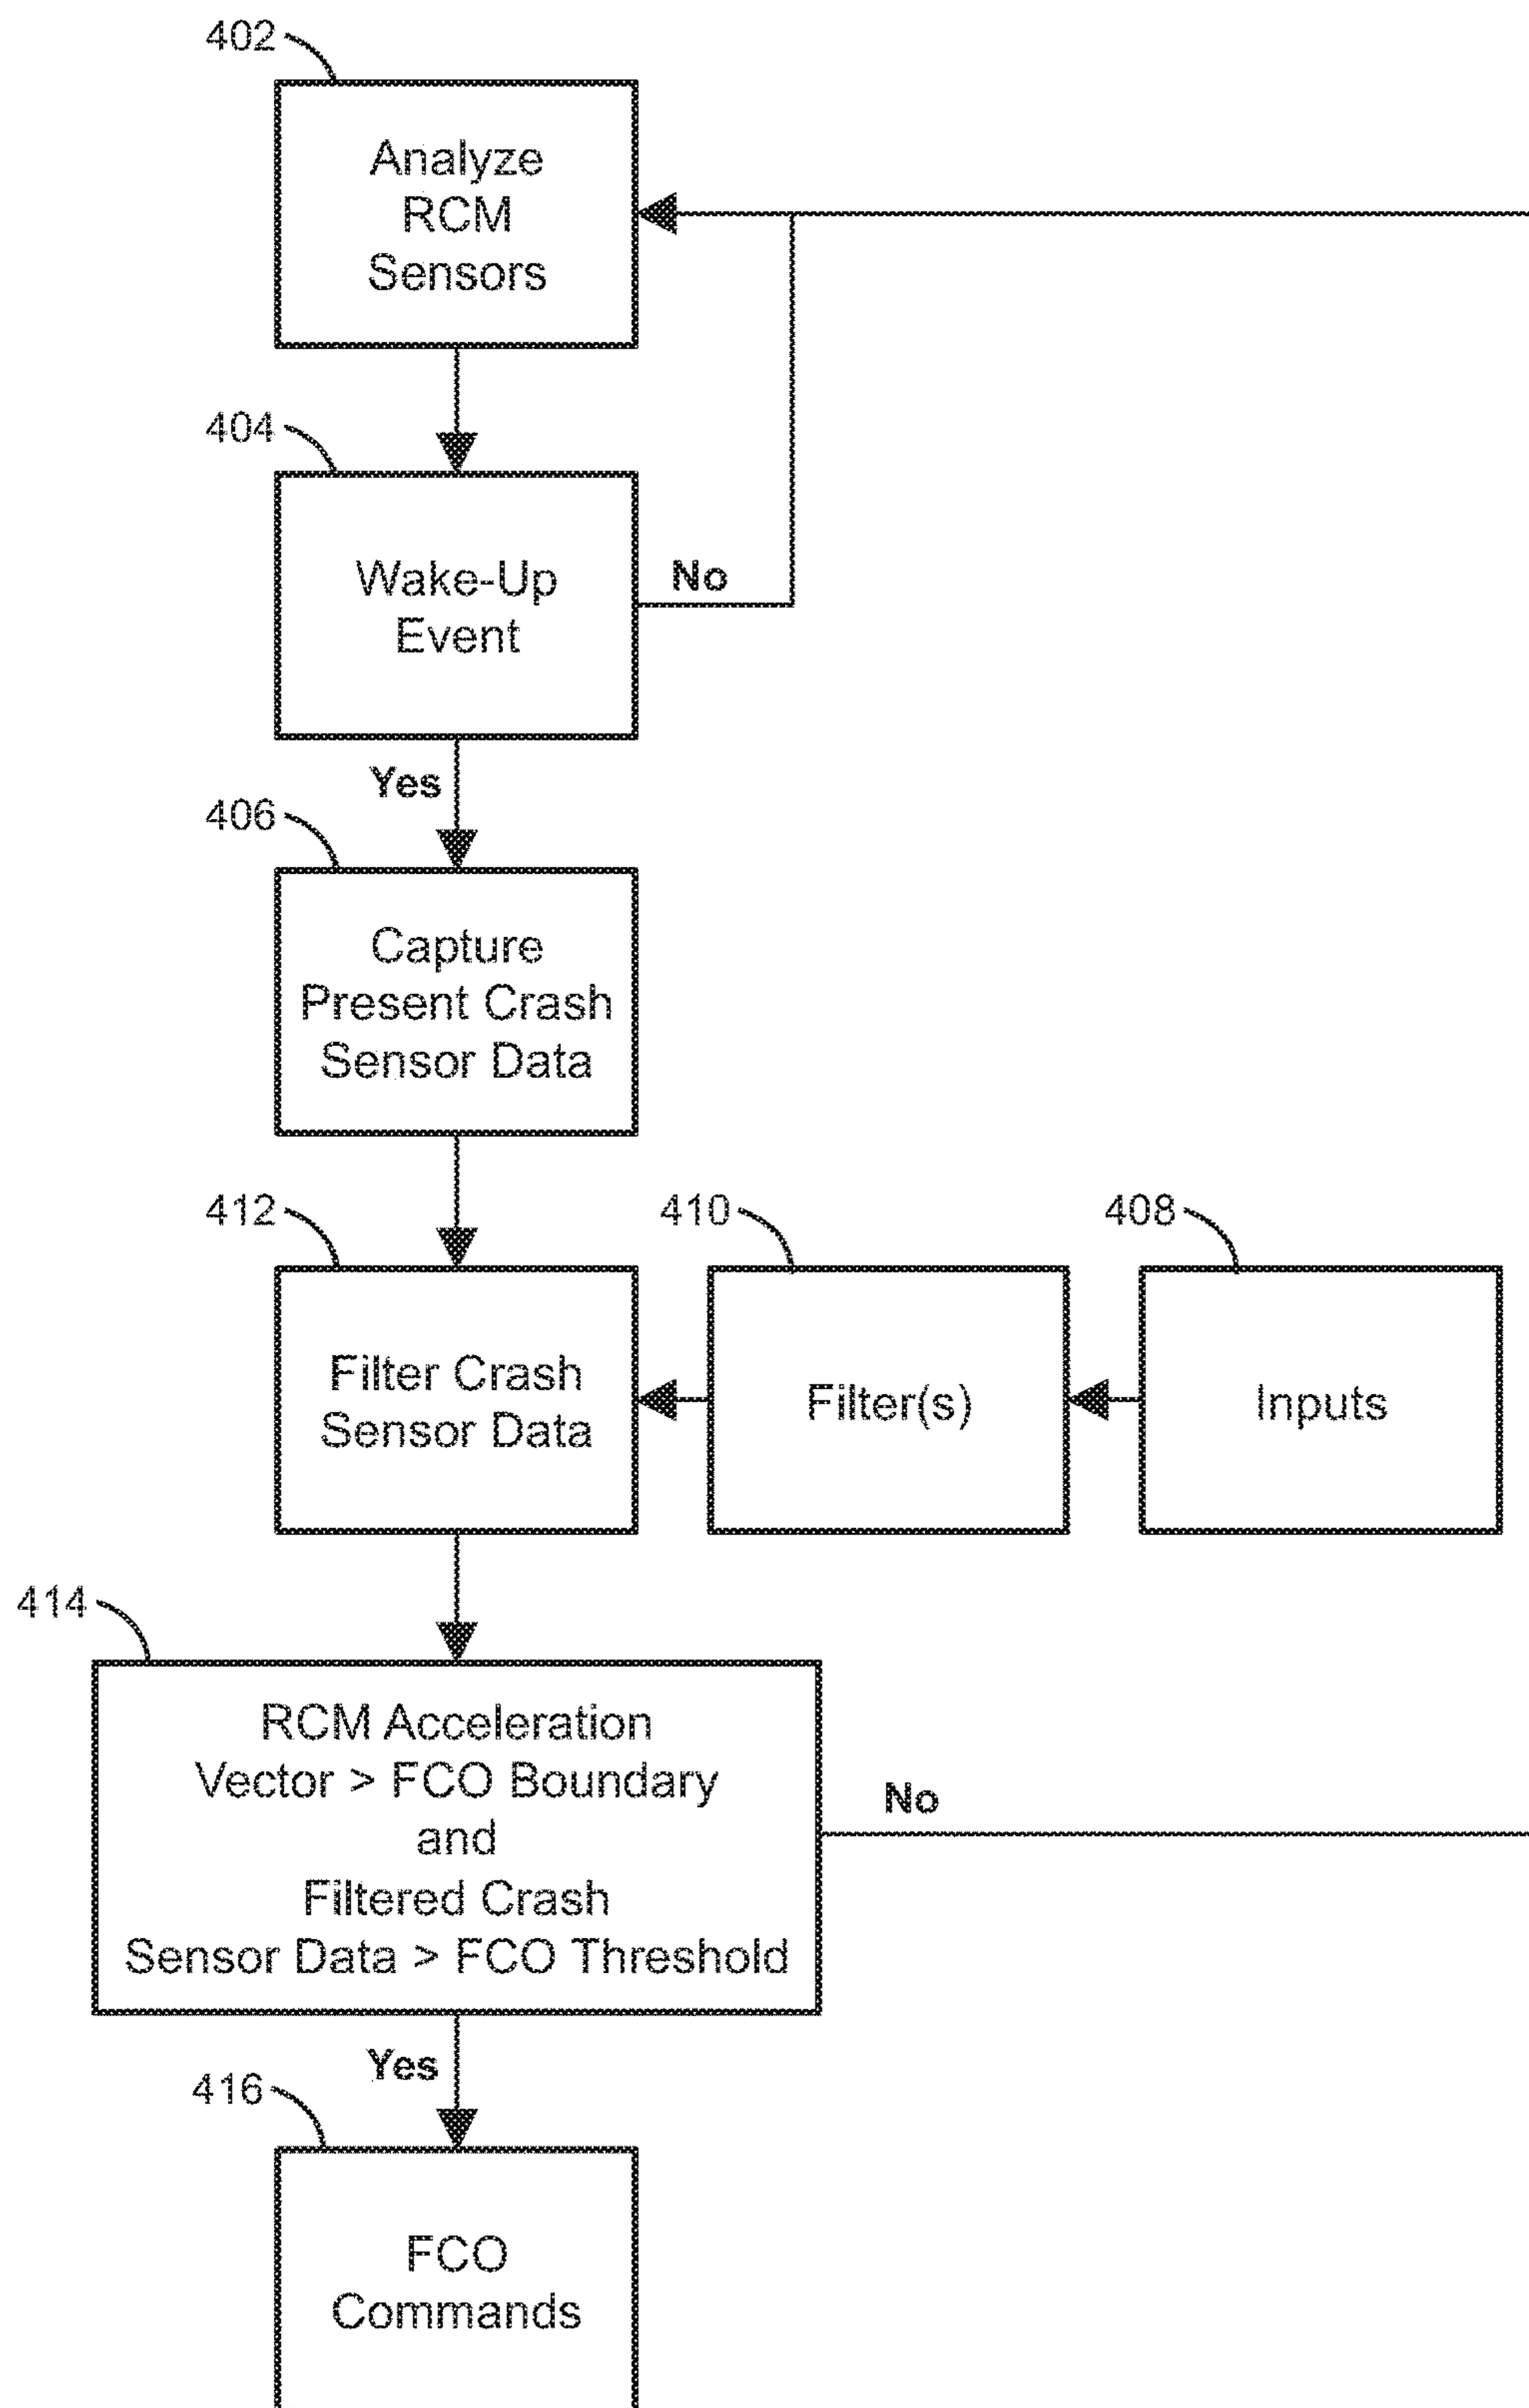 402
Analyze
RCM
Sensors
404
Wake-Up
Event
No
Yes
406
Capture
Present Crash
Sensor Data
412
410
408
Filter Crash
Sensor Data
Filter(s)
Inputs
414
RCM Acceleration
Vector > FCO Boundary
and
Filtered Crash
Sensor Data > FCO Threshold
No
Yes
416
FCO
Commands